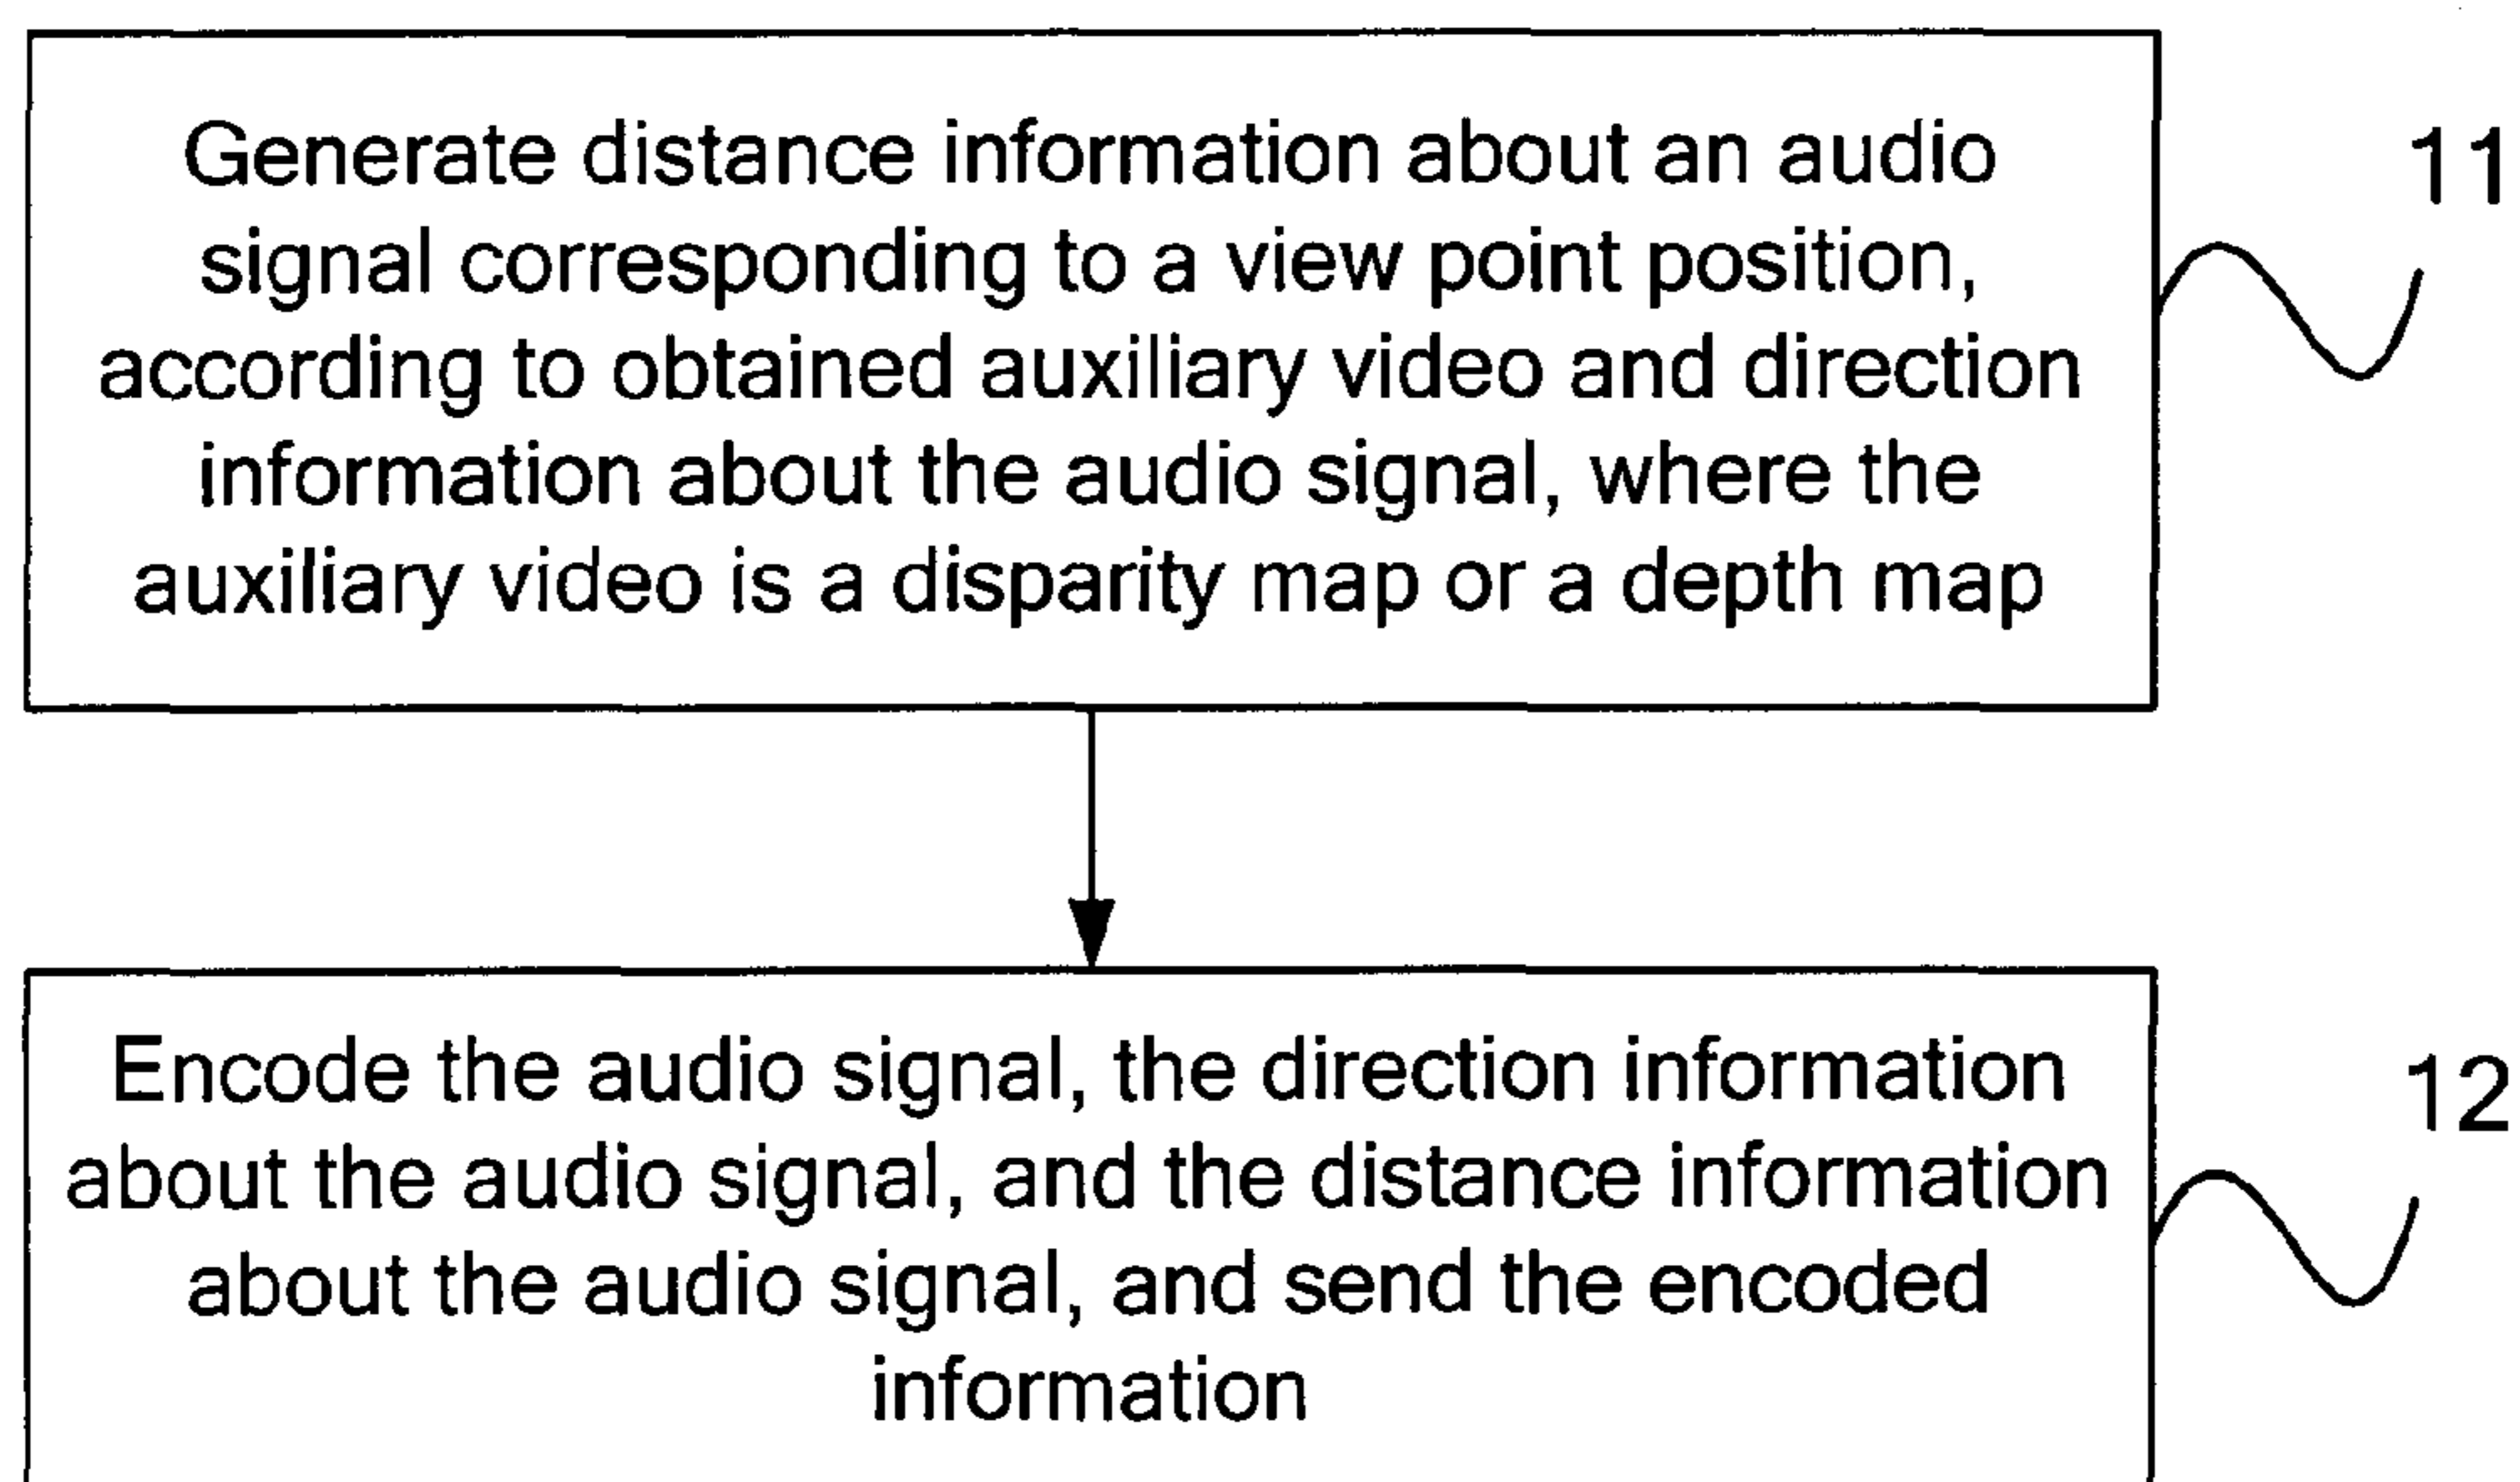 Generate distance information about an audio
signal corresponding to a view point position,
according to obtained auxiliary video and direction
information about the audio signal, where the
auxiliary video is a disparity map or a depth map
11
Encode the audio signal, the direction information
about the audio signal, and the distance information
about the audio signal, and send the encoded
information
12